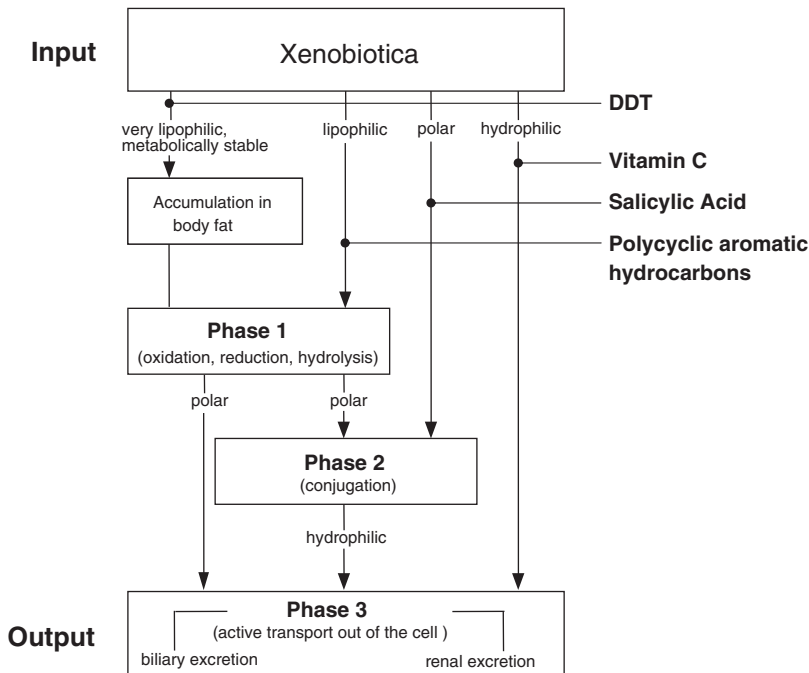 Input
Xenobiotica
DDT
very lipophilic,
metabolically stable
lipophilic
polar
hydrophilic
Vitamin C
Accumulation in
body fat
Salicylic Acid
Polycyclic aromatic
hydrocarbons
Phase 1
(oxidation, reduction, hydrolysis)
polar
polar
Phase 2
(conjugation)
hydrophilic
Output
Phase 3
(active transport out of the cell )
biliary excretion
renal excretion